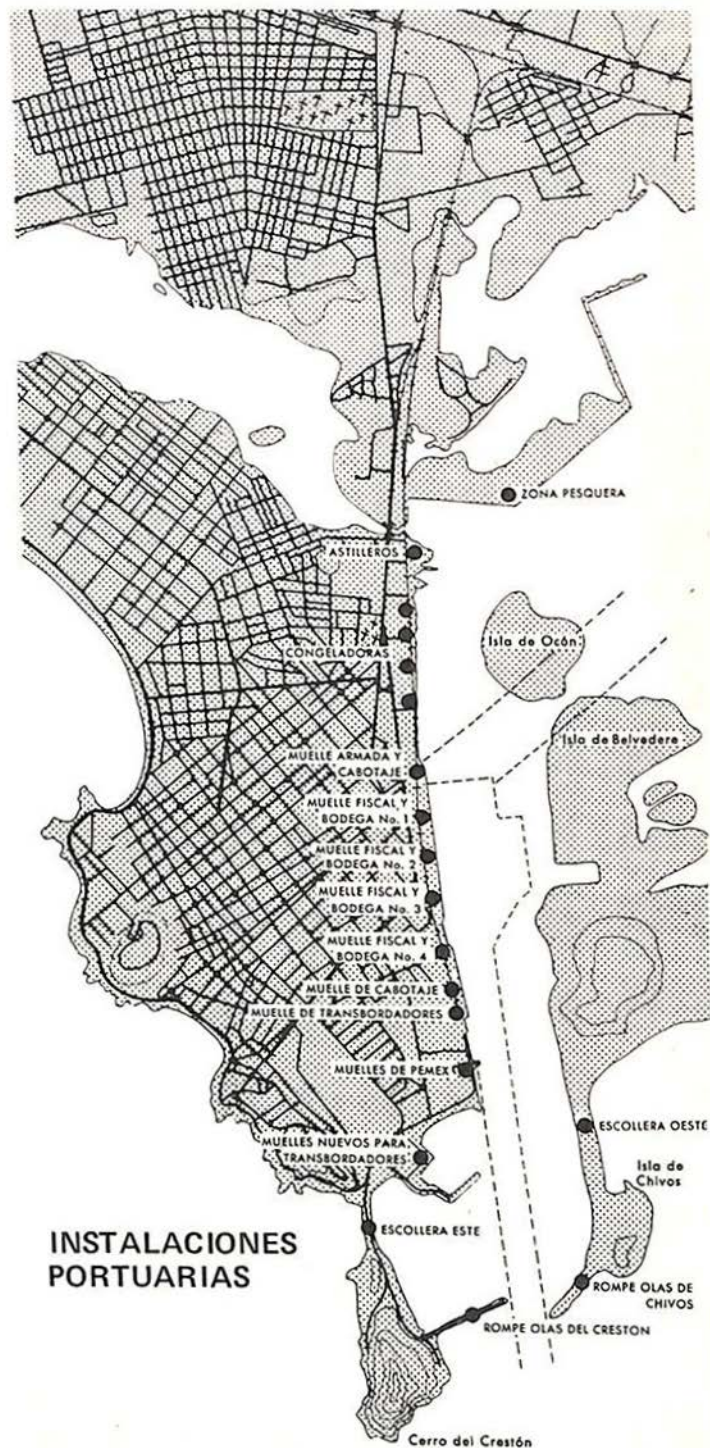 ZONA PESQUERA
ASTILLEROS
Isla de Ocón
CONGELADORAS
Isla de Belvedere
MUELLE ARMADA Y
CABOTAJE
MUELLE FISCAL Y
BODEGA No. 1
MUELLE FISCAL Y
BODEGA No. 2
MUELLE FISCAL Y
BODEGA No. 3
MUELLE FISCAL Y
BODEGA No. 4
MUELLE DE CABOTAJE
MUELLE DE TRANSBORDADORES
MUELLES DE PEMEX
ESCOLLERA OESTE
MUELLES NUEVOS PARA
TRANSBORDADORES
Isla de
Chivos
ESCOLLERA ESTE
INSTALACIONES
PORTUARIAS
ROMPE OLAS DE
CHIVOS
ROMPE OLAS DEL CRESTON
Cerro del Crestón